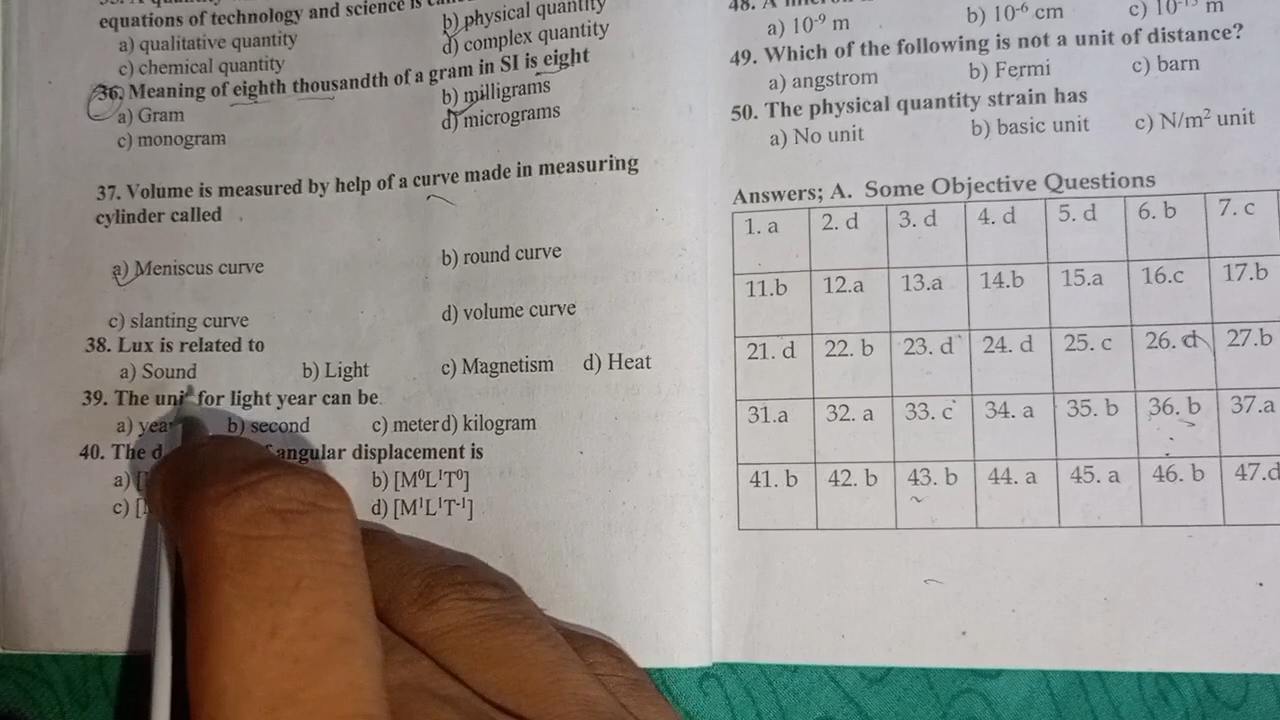 equations of technology and science is
a) qualitative quantity b) physical quantity
c) chemical quantity d) complex quantity
36. Meaning of eighth thousandth of a gram in SI is eight
a) Gram b) milligrams
c) monogram d) micrograms
37. Volume is measured by help of a curve made in measuring
cylinder called
a) Meniscus curve b) round curve
c) slanting curve d) volume curve
38. Lux is related to
a) Sound b) Light c) Magnetism d) Heat
39. The unit for light year can be
a) year b) second c) meter d) kilogram
40. The angular displacement is
a) [ b) [M⁰L¹T⁰]
c) [ d) [M¹L¹T⁻¹]
48. A
a) 10⁻⁹ m b) 10⁻⁶ cm c) 10⁻¹⁵ m
49. Which of the following is not a unit of distance?
a) angstrom b) Fermi c) barn
50. The physical quantity strain has
a) No unit b) basic unit c) N/m² unit
Answers; A. Some Objective Questions
1. a 2. d 3. d 4. d 5. d 6. b 7. c
11.b 12.a 13.a 14.b 15.a 16.c 17.b
21. d 22. b 23. d 24. d 25. c 26. d 27.b
31.a 32. a 33. c 34. a 35. b 36. b 37.a
41. b 42. b 43. b 44. a 45. a 46. b 47.d